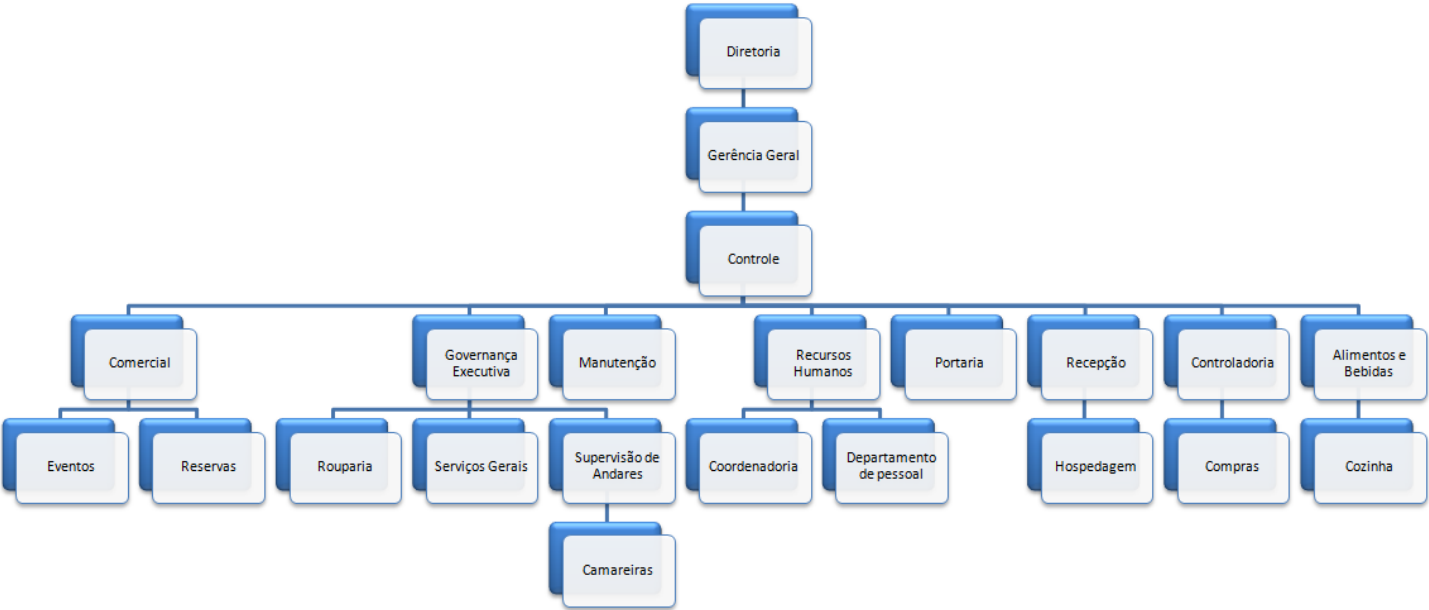 Diretoria
Gerência Geral
Controle
Comercial
Governança
Executiva
Manutenção
Recursos
Humanos
Portaria
Recepção
Controladoria
Alimentos e
Bebidas
Eventos
Reservas
Rouparia
Serviços Gerais
Supervisão de
Andares
Coordenadoria
Departamento
de pessoal
Hospedagem
Compras
Cozinha
Camareiras